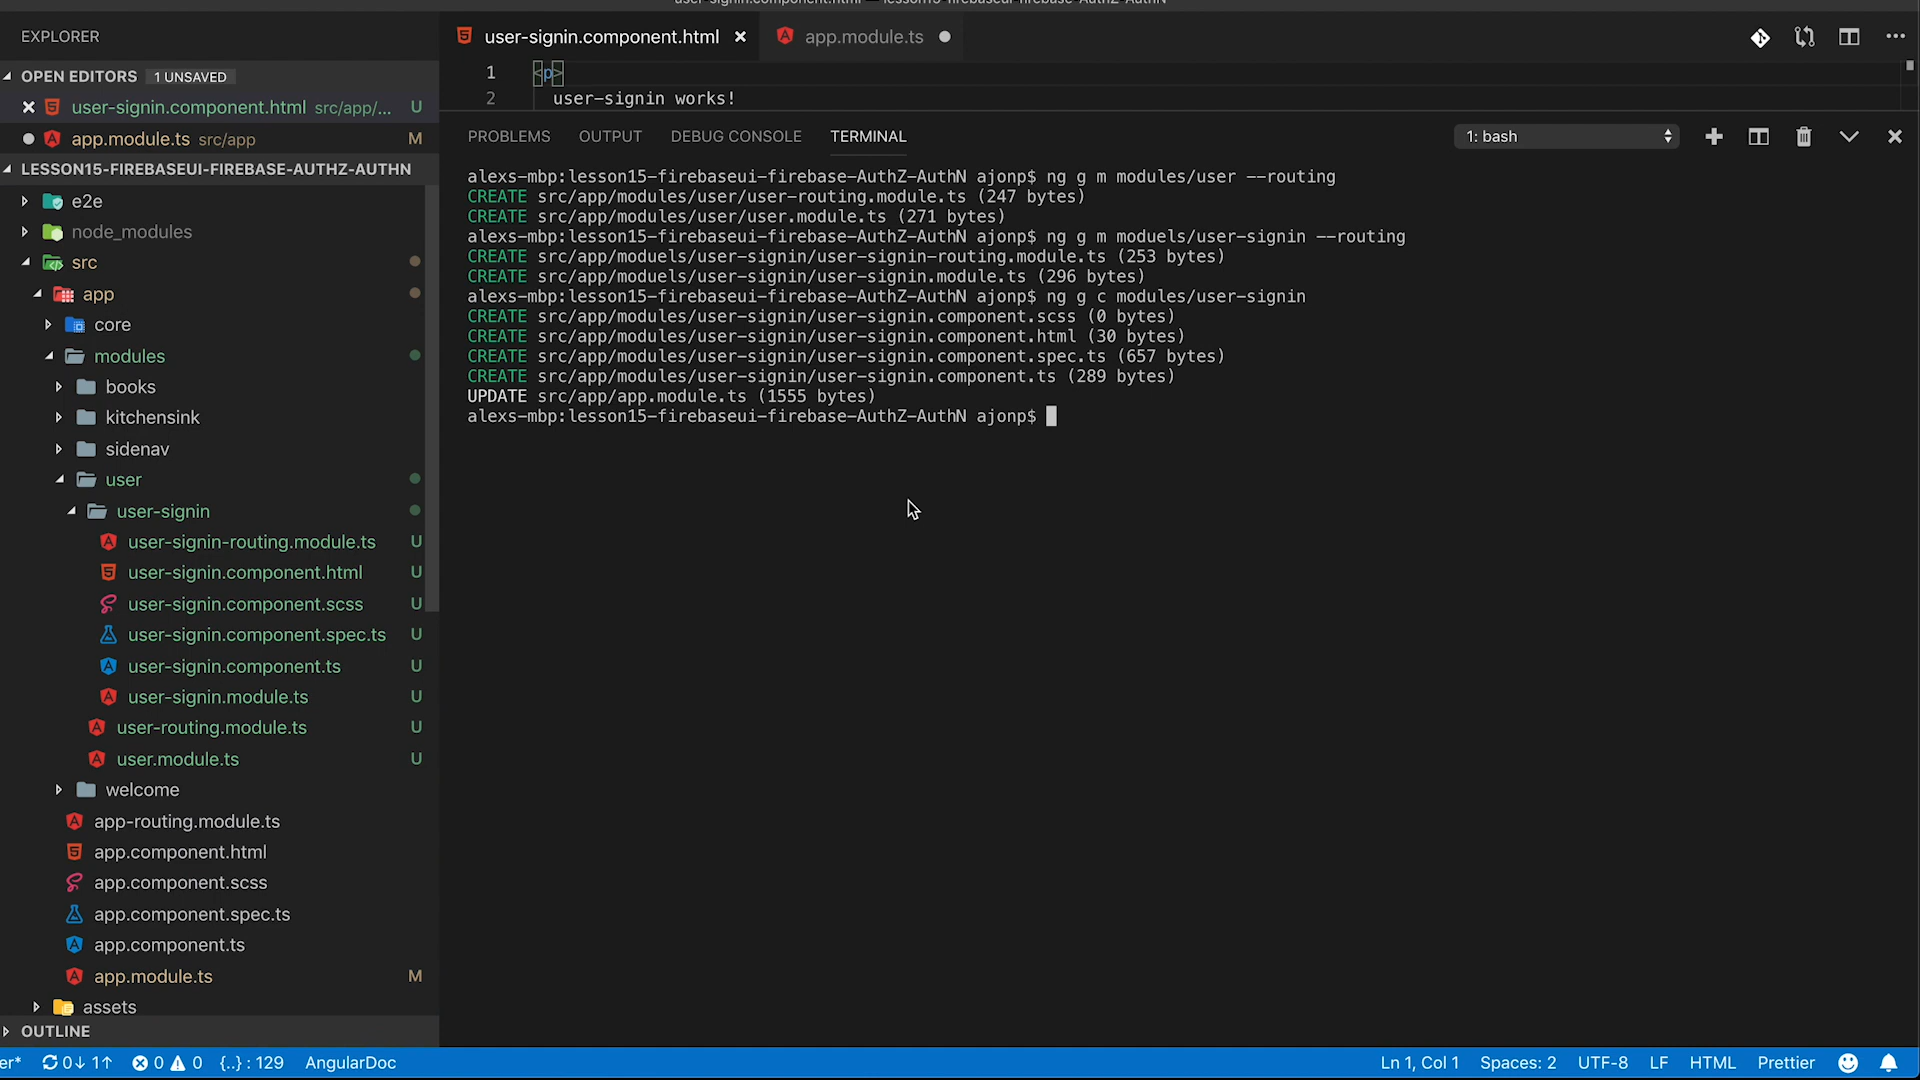 EXPLORER
OPEN EDITORS 1 UNSAVED
user-signin.component.html src/app/... U
app.module.ts src/app M
LESSON15-FIREBASEUI-FIREBASE-AUTHZ-AUTHN
e2e
node_modules
src
app
core
modules
books
kitchensink
sidenav
user
user-signin
user-signin-routing.module.ts U
user-signin.component.html U
user-signin.component.scss U
user-signin.component.spec.ts U
user-signin.component.ts U
user-signin.module.ts U
user-routing.module.ts U
user.module.ts U
welcome
app-routing.module.ts
app.component.html
app.component.scss
app.component.spec.ts
app.component.ts
app.module.ts M
assets
OUTLINE
user-signin.component.html app.module.ts
1 <p>
2 user-signin works!
PROBLEMS OUTPUT DEBUG CONSOLE TERMINAL 1: bash
alexs-mbp:lesson15-firebaseui-firebase-AuthZ-AuthN ajonp$ ng g m modules/user --routing
CREATE src/app/modules/user/user-routing.module.ts (247 bytes)
CREATE src/app/modules/user/user.module.ts (271 bytes)
alexs-mbp:lesson15-firebaseui-firebase-AuthZ-AuthN ajonp$ ng g m moduels/user-signin --routing
CREATE src/app/moduels/user-signin/user-signin-routing.module.ts (253 bytes)
CREATE src/app/moduels/user-signin/user-signin.module.ts (296 bytes)
alexs-mbp:lesson15-firebaseui-firebase-AuthZ-AuthN ajonp$ ng g c modules/user-signin
CREATE src/app/modules/user-signin/user-signin.component.scss (0 bytes)
CREATE src/app/modules/user-signin/user-signin.component.html (30 bytes)
CREATE src/app/modules/user-signin/user-signin.component.spec.ts (657 bytes)
CREATE src/app/modules/user-signin/user-signin.component.ts (289 bytes)
UPDATE src/app/app.module.ts (1555 bytes)
alexs-mbp:lesson15-firebaseui-firebase-AuthZ-AuthN ajonp$
er* 0↓ 1↑ 0 0 {..} : 129 AngularDoc Ln 1, Col 1 Spaces: 2 UTF-8 LF HTML Prettier